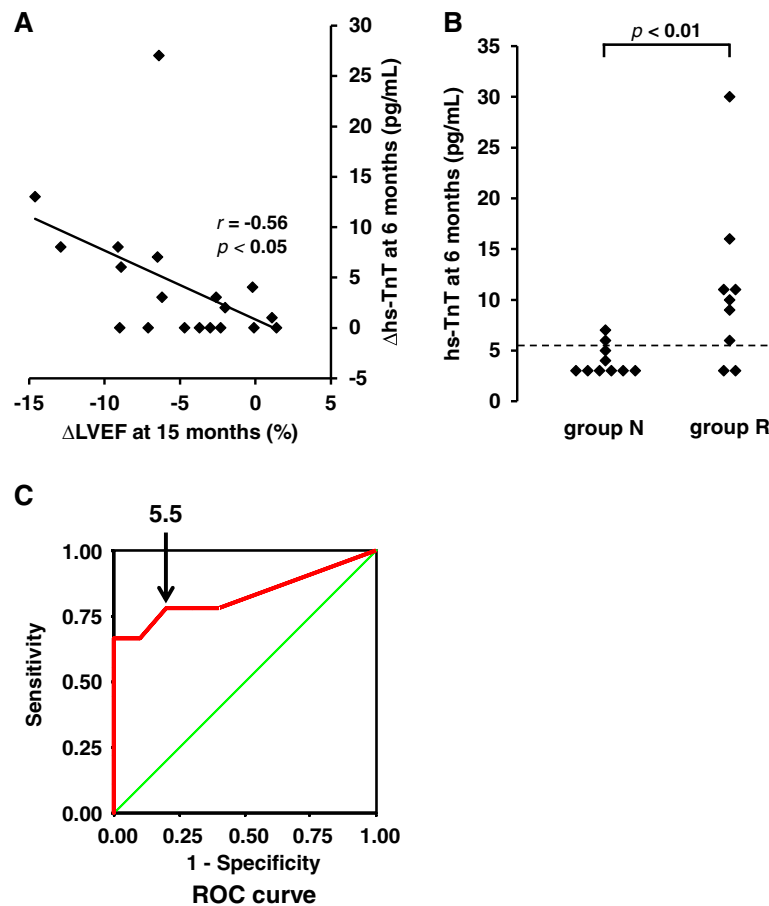 A
30
25
20
15
10
5
0
-5
Δhs-TnT at 6 months (pg/mL)
r = -0.56
p < 0.05
-15 -10 -5 0 5
ΔLVEF at 15 months (%)
B
p < 0.01
35
30
25
20
15
10
5
0
hs-TnT at 6 months (pg/mL)
group N group R
C
5.5
1.00
0.75
0.50
0.25
0.00
Sensitivity
0.00 0.25 0.50 0.75 1.00
1 - Specificity
ROC curve